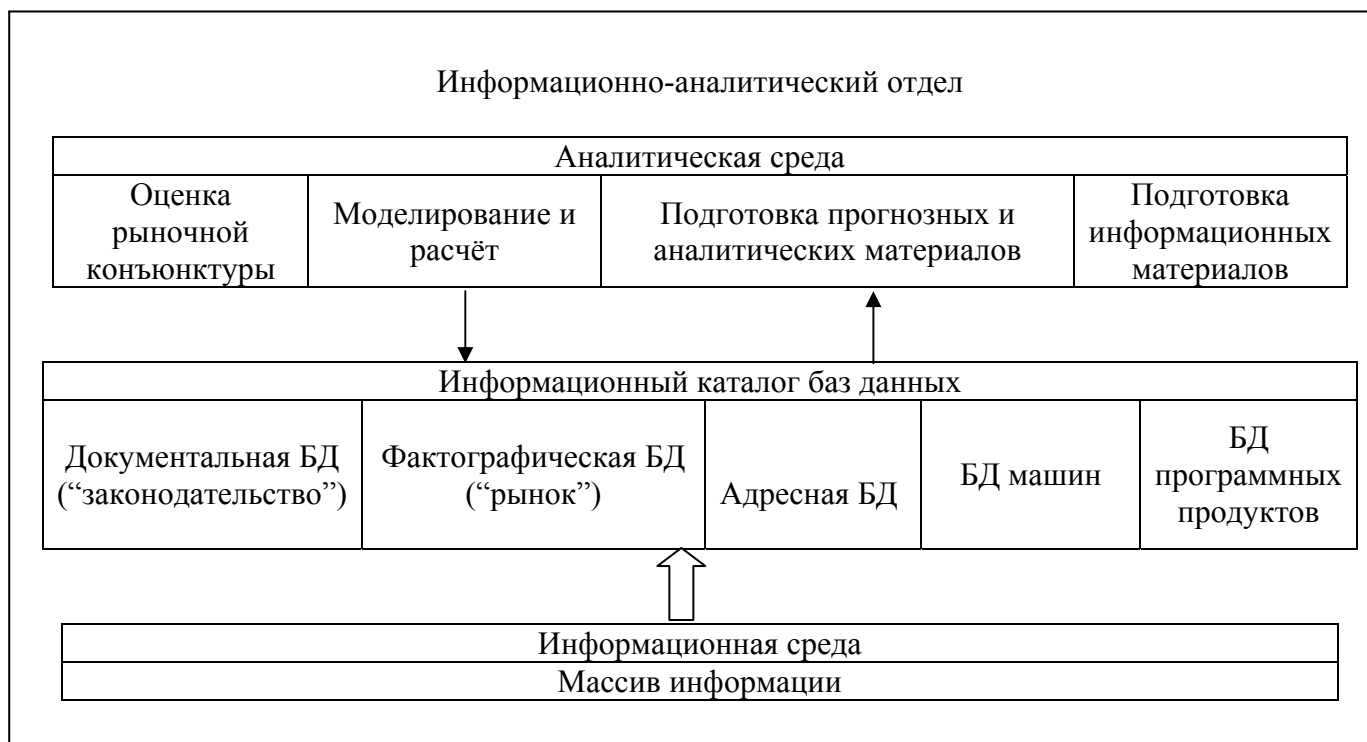 Информационно-аналитический отдел
Аналитическая среда
Оценка
рыночной
конъюнктуры
Моделирование и
расчёт
Подготовка прогнозных и
аналитических материалов
Подготовка
информационных
материалов
Информационный каталог баз данных
Документальная БД
(“законодательство”)
Фактографическая БД
(“рынок”)
Адресная БД
БД машин
БД
программных
продуктов
Информационная среда
Массив информации